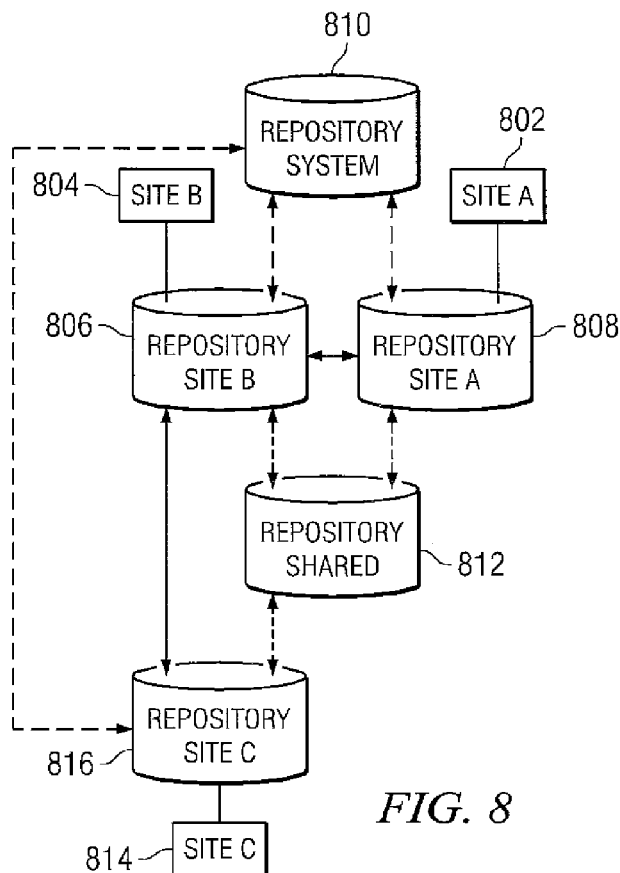 810
REPOSITORY
SYSTEM
802
804
SITE B
SITE A
806
REPOSITORY
SITE B
REPOSITORY
SITE A
808
REPOSITORY
SHARED
812
REPOSITORY
SITE C
816
FIG. 8
814
SITE C